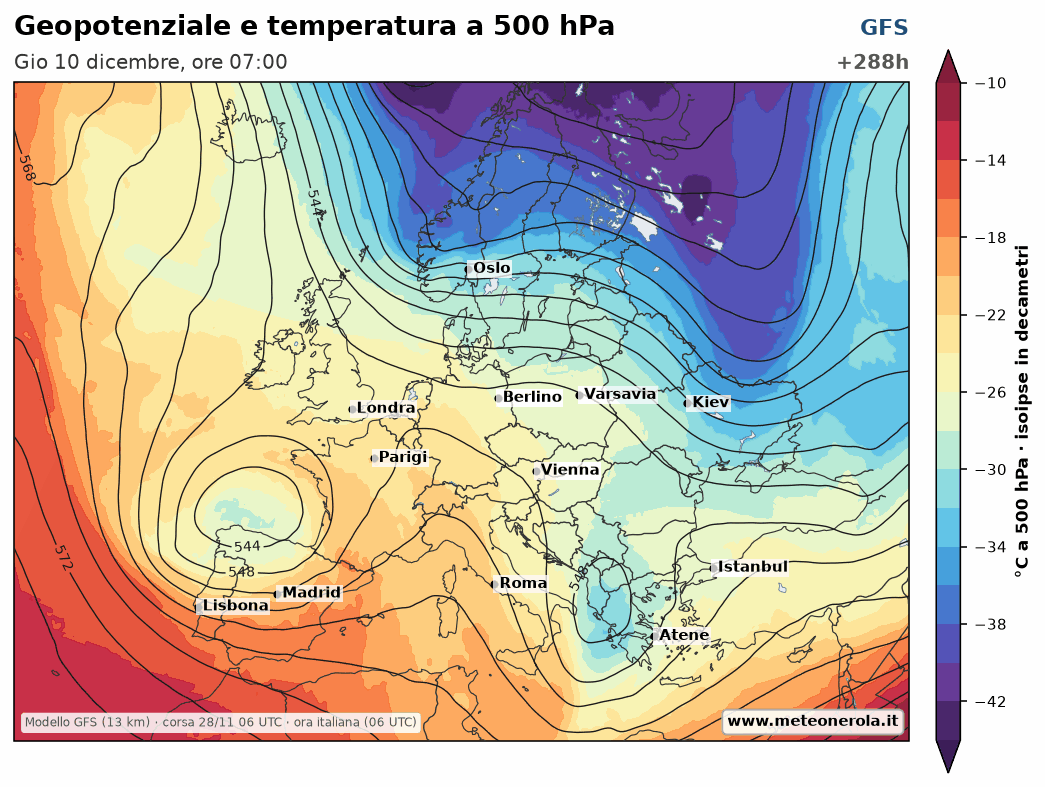 Geopotenziale e temperatura a 500 hPa
GFS
Gio 10 dicembre, ore 07:00
+288h
568
544
Oslo
Berlino
Varsavia
Kiev
Londra
Parigi
Vienna
544
548
572
548
Istanbul
Roma
Madrid
Lisbona
Atene
Modello GFS (13 km) · corsa 28/11 06 UTC · ora italiana (06 UTC)
www.meteonerola.it
−10
−14
−18
−22
−26
−30
−34
−38
−42
°C a 500 hPa · isoipse in decametri